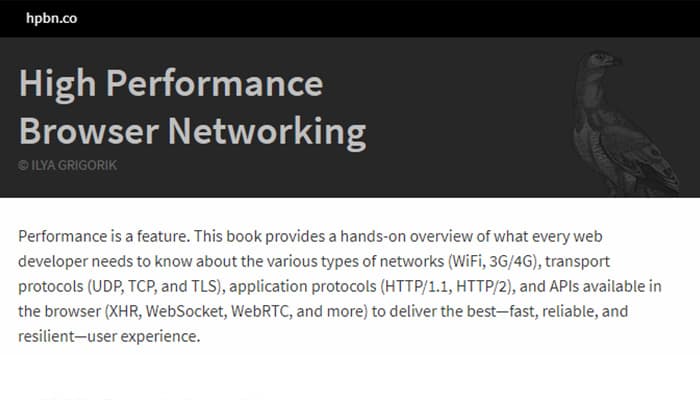 hpbn.co
High Performance
Browser Networking
© ILYA GRIGORIK
Performance is a feature. This book provides a hands-on overview of what every web
developer needs to know about the various types of networks (WiFi, 3G/4G), transport
protocols (UDP, TCP, and TLS), application protocols (HTTP/1.1, HTTP/2), and APIs available in
the browser (XHR, WebSocket, WebRTC, and more) to deliver the best—fast, reliable, and
resilient—user experience.